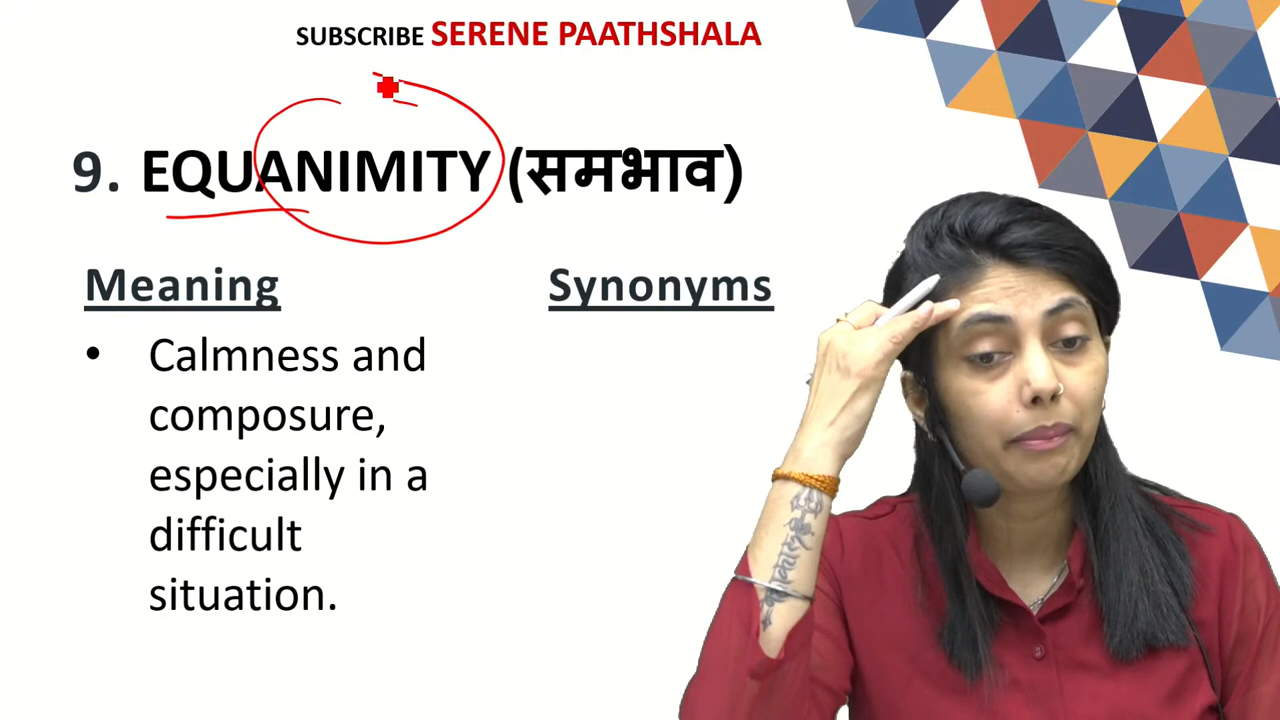 SUBSCRIBE SERENE PAATHSHALA
9. EQUANIMITY (समभाव)
Meaning
Synonyms
• Calmness and
composure,
especially in a
difficult
situation.